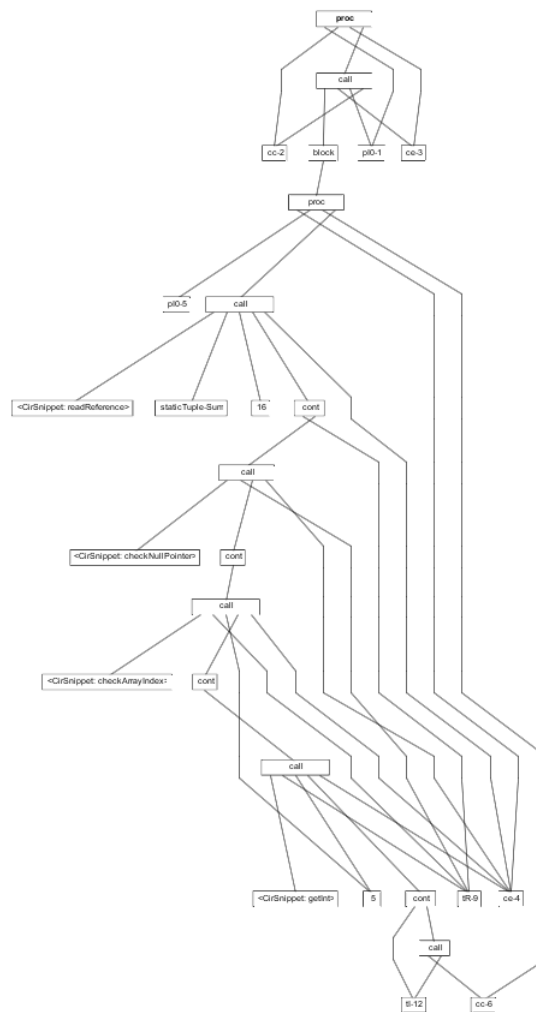 proc
call
cc-2 block pl0-1 ce-3
proc
pl0-5 call
<CirSnippet: readReference> staticTuple-Sum 16 cont
call
<CirSnippet: checkNullPointer> cont
call
<CirSnippet: checkArrayIndex> cont
call
<CirSnippet: getInt> 5 cont tR-9 ce-4
call
tI-12 cc-6